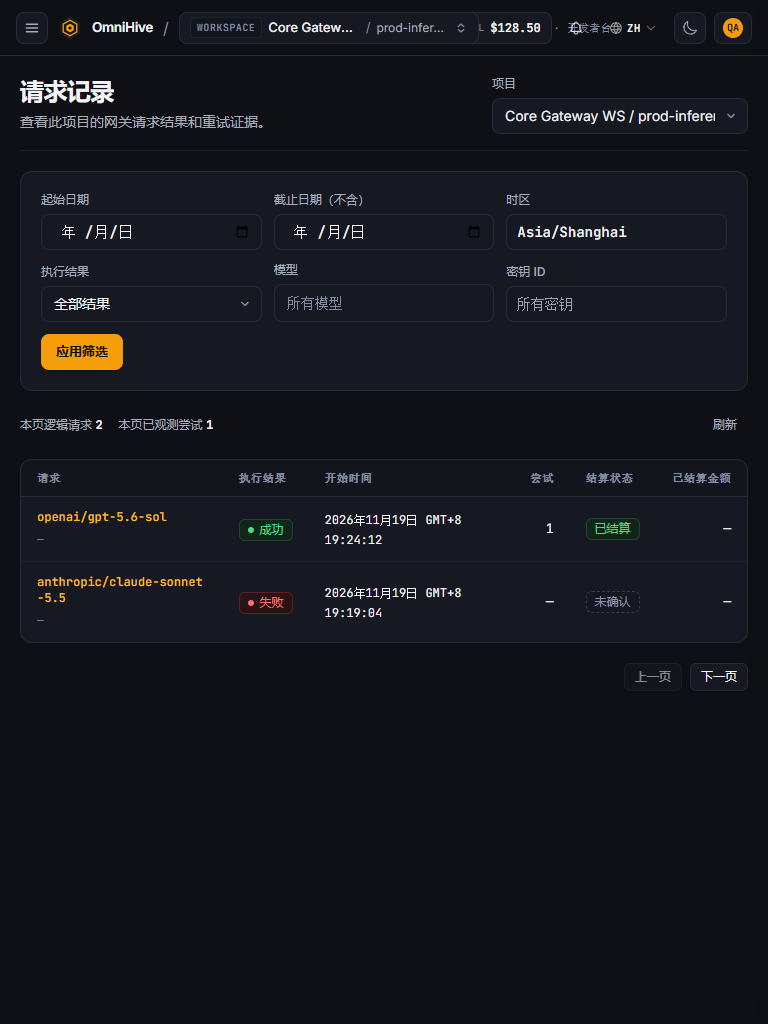 OmniHive / WORKSPACE Core Gatew... / prod-infer... $128.50 ZH QA
请求记录
查看此项目的网关请求结果和重试证据。
项目
Core Gateway WS / prod-inferen
起始日期 截止日期（不含） 时区
年 /月/日 年 /月/日 Asia/Shanghai
执行结果 模型 密钥 ID
全部结果 所有模型 所有密钥
应用筛选
本页逻辑请求 2 本页已观测尝试 1 刷新
请求 执行结果 开始时间 尝试 结算状态 已结算金额
openai/gpt-5.6-sol
—
成功
2026年11月19日 GMT+8
19:24:12
1 已结算 —
anthropic/claude-sonnet
-5.5
—
失败
2026年11月19日 GMT+8
19:19:04
— 未确认 —
上一页 下一页